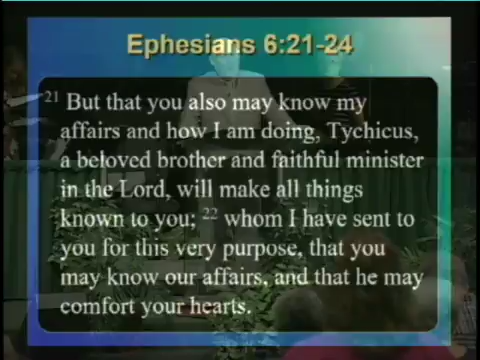 Ephesians 6:21-24
21 But that you also may know my
affairs and how I am doing, Tychicus,
a beloved brother and faithful minister
in the Lord, will make all things
known to you; 22 whom I have sent to
you for this very purpose, that you
may know our affairs, and that he may
comfort your hearts.